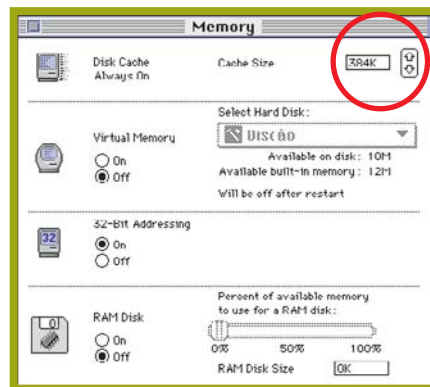 Memory
Disk Cache
Always On
Cache Size
384K
Select Hard Disk:
Virtual Memory
On
Off
Available on disk: 10M
Available built-in memory: 12M
Will be off after restart
32-Bit Addressing
32
On
Off
RAM Disk
On
Off
Percent of available memory
to use for a RAM disk:
0% 50% 100%
RAM Disk Size 0K